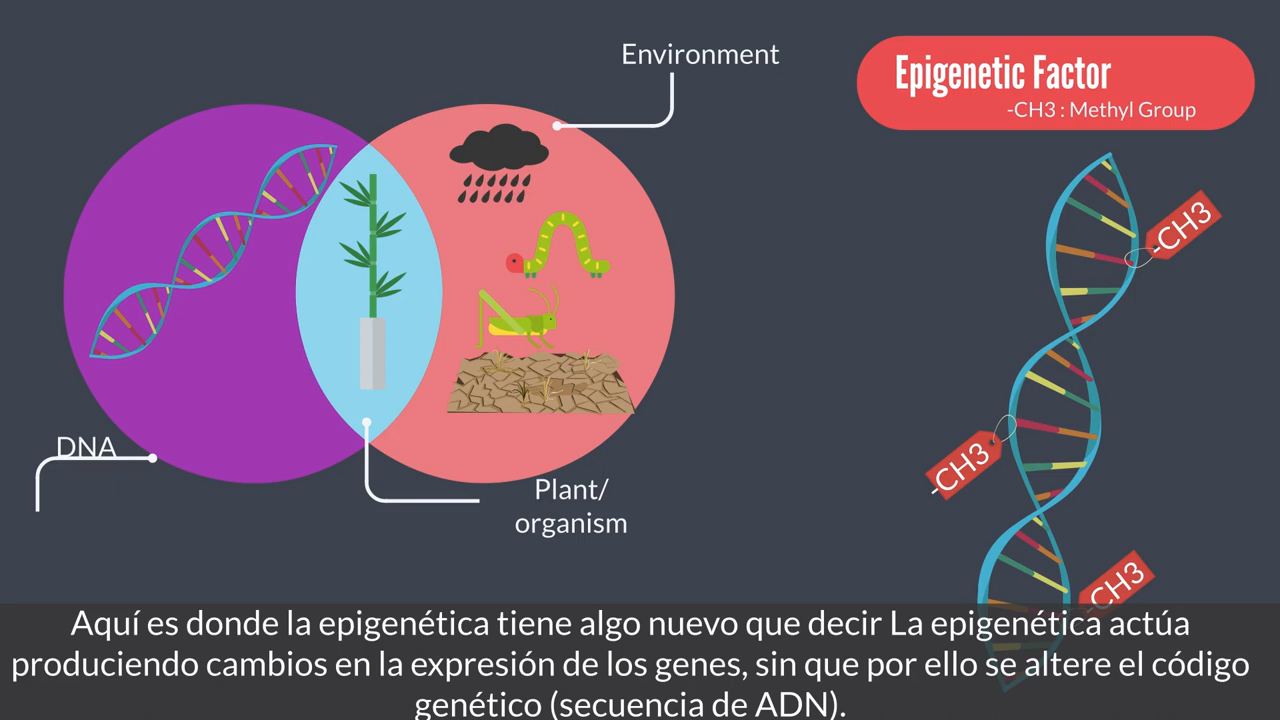 Environment
Epigenetic Factor
-CH3 : Methyl Group
-CH3
-CH3
DNA
Plant/
organism
-CH3
Aquí es donde la epigenética tiene algo nuevo que decir La epigenética actúa
produciendo cambios en la expresión de los genes, sin que por ello se altere el código
genético (secuencia de ADN).